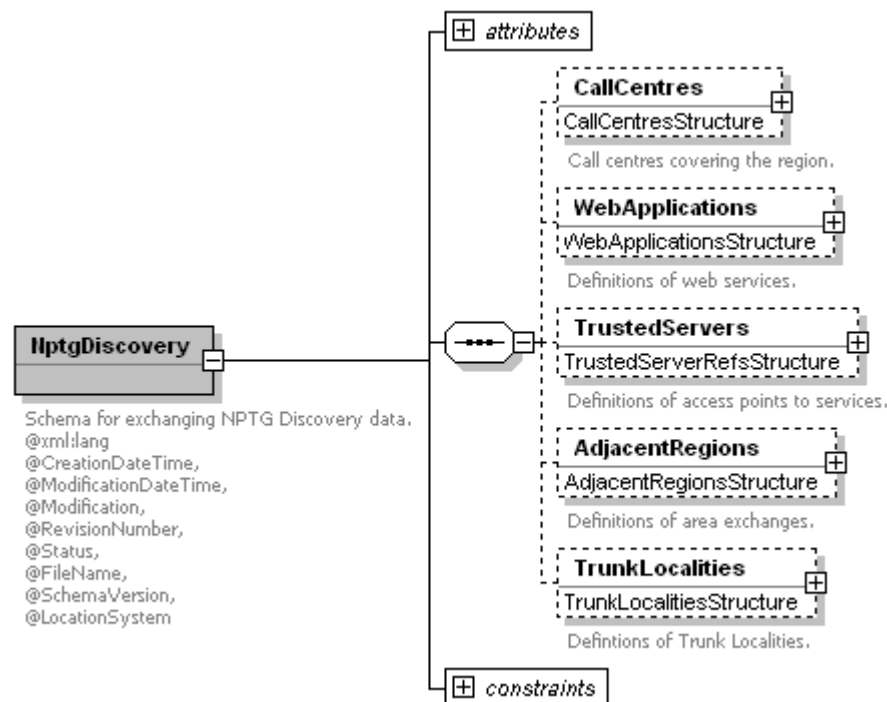 attributes
CallCentres
CallCentresStructure
Call centres covering the region.
WebApplications
WebApplicationsStructure
Definitions of web services.
NptgDiscovery
Schema for exchanging NPTG Discovery data.
@xml:lang
@CreationDateTime,
@ModificationDateTime,
@Modification,
@RevisionNumber,
@Status,
@FileName,
@SchemaVersion,
@LocationSystem
TrustedServers
TrustedServerRefsStructure
Definitions of access points to services.
AdjacentRegions
AdjacentRegionsStructure
Definitions of area exchanges.
TrunkLocalities
TrunkLocalitiesStructure
Defintions of Trunk Localities.
constraints